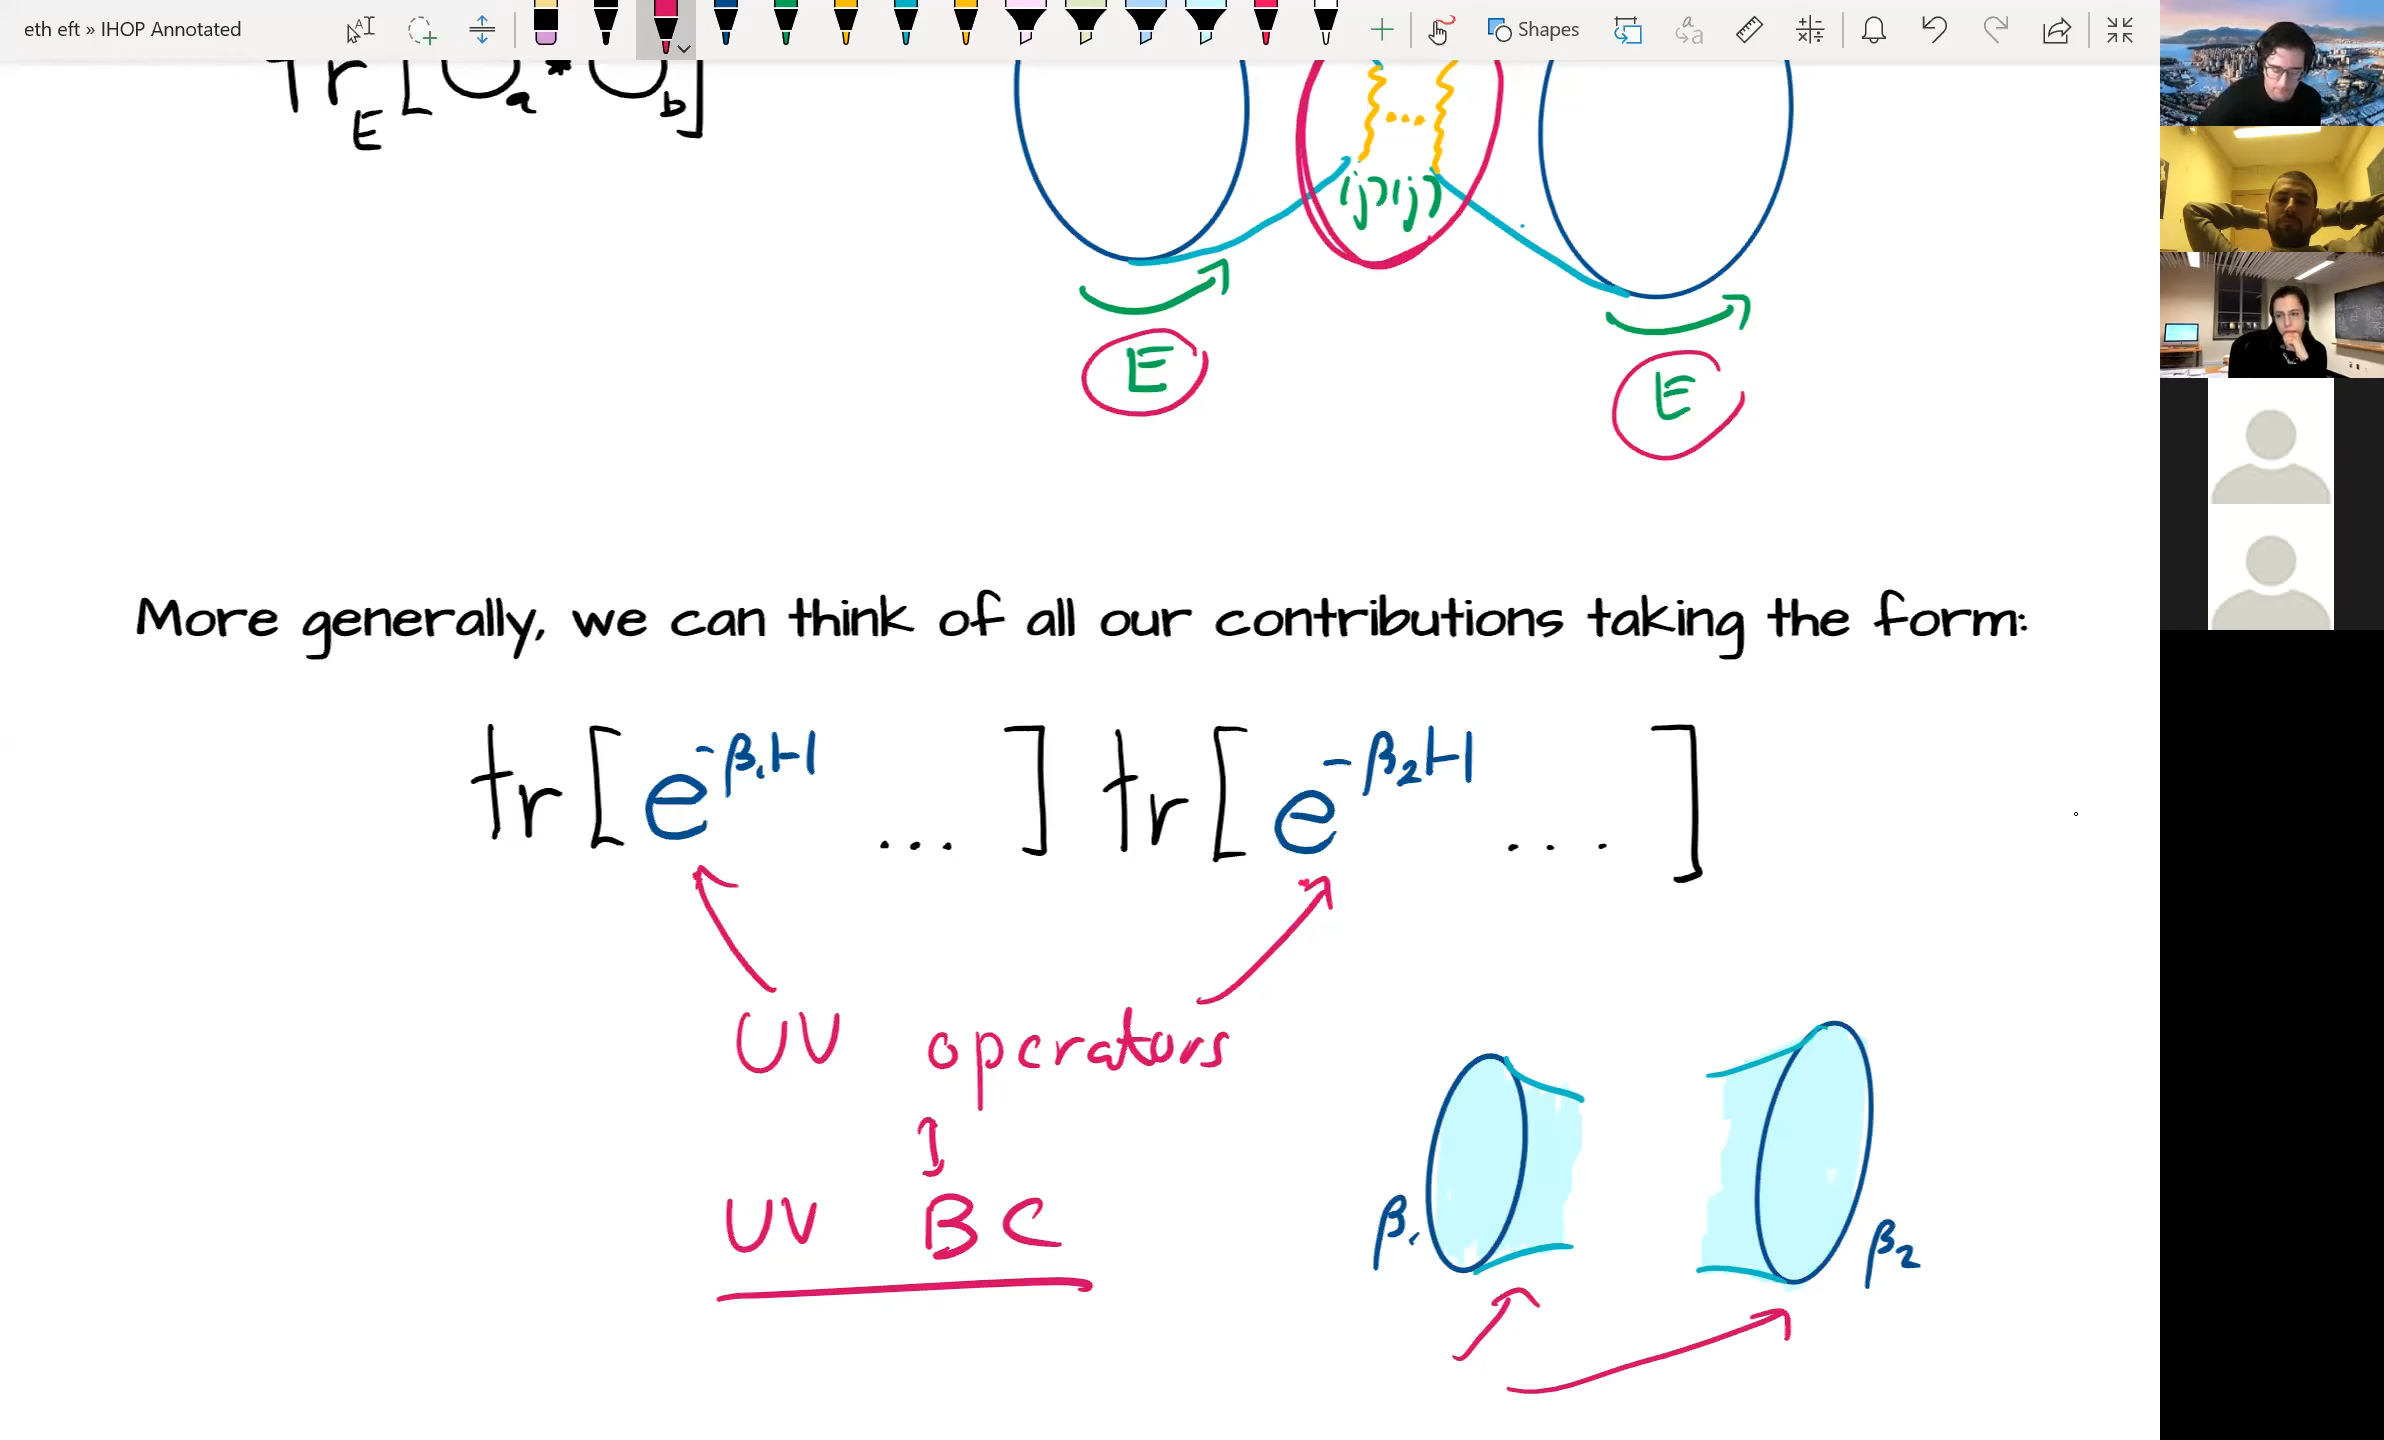 eth eft » IHOP Annotated
Shapes
tr_E [O_a * O_b]
...
(j)(j)
E
E
More generally, we can think of all our contributions taking the form:
tr[e^{-β₁H} ...] tr[e^{-β₂H} ...]
UV operators
UV BC
β₁
β₂